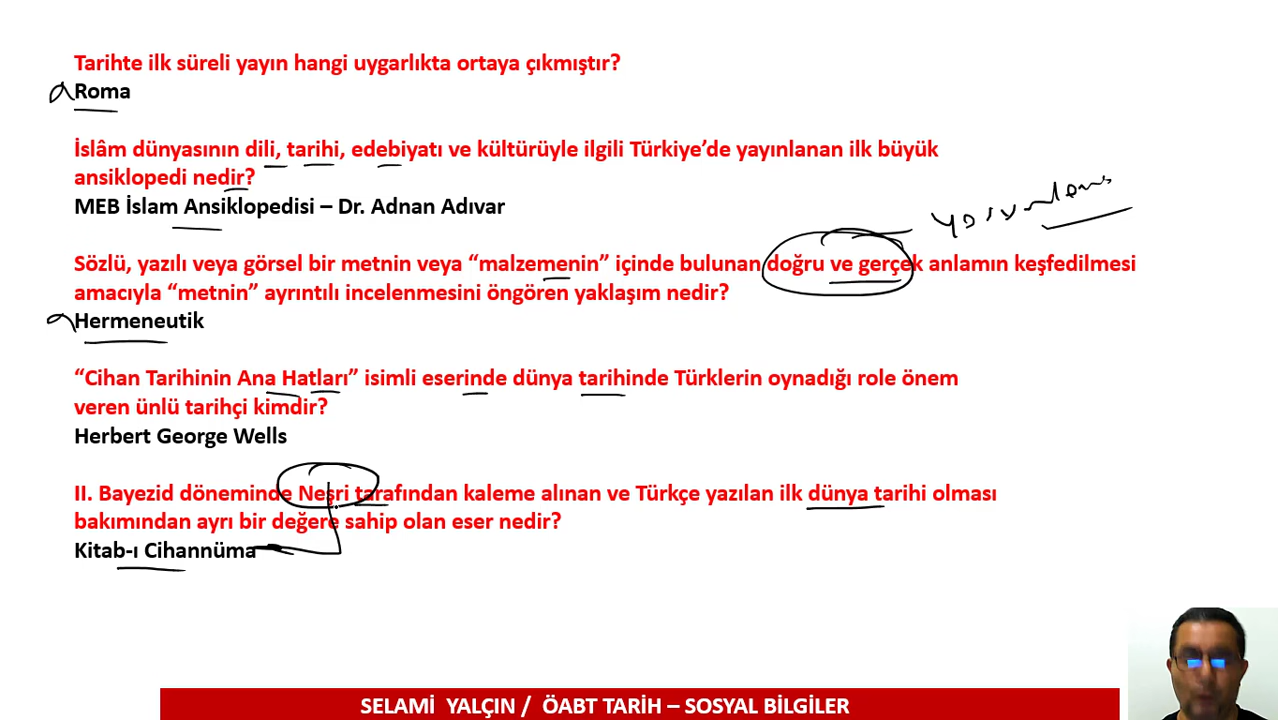 Tarihte ilk süreli yayın hangi uygarlıkta ortaya çıkmıştır?
Roma
İslâm dünyasının dili, tarihi, edebiyatı ve kültürüyle ilgili Türkiye’de yayınlanan ilk büyük
ansiklopedi nedir?
MEB İslam Ansiklopedisi – Dr. Adnan Adıvar
Sözlü, yazılı veya görsel bir metnin veya “malzemenin” içinde bulunan doğru ve gerçek anlamın keşfedilmesi
amacıyla “metnin” ayrıntılı incelenmesini öngören yaklaşım nedir?
Hermeneutik
“Cihan Tarihinin Ana Hatları” isimli eserinde dünya tarihinde Türklerin oynadığı role önem
veren ünlü tarihçi kimdir?
Herbert George Wells
II. Bayezid döneminde Neşri tarafından kaleme alınan ve Türkçe yazılan ilk dünya tarihi olması
bakımından ayrı bir değere sahip olan eser nedir?
Kitab-ı Cihannüma
SELAMİ YALÇIN / ÖABT TARİH – SOSYAL BİLGİLER